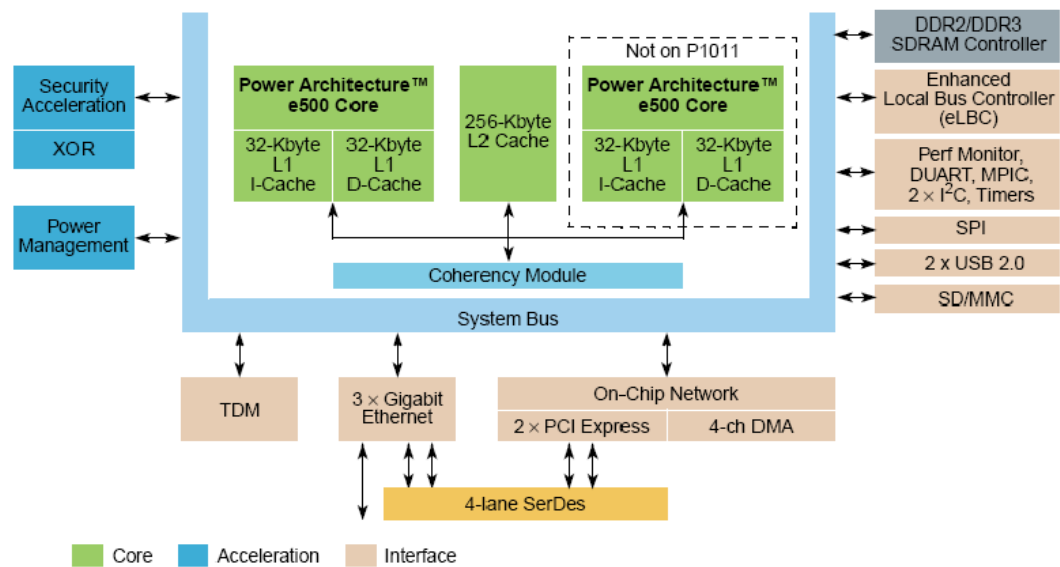 DDR2/DDR3
SDRAM Controller
Not on P1011
Security
Acceleration
XOR
Power Architecture™
e500 Core
32-Kbyte
L1
I-Cache
32-Kbyte
L1
D-Cache
256-Kbyte
L2 Cache
Power Architecture™
e500 Core
32-Kbyte
L1
I-Cache
32-Kbyte
L1
D-Cache
Enhanced
Local Bus Controller
(eLBC)
Perf Monitor,
DUART, MPIC,
2 × I²C, Timers
Power
Management
SPI
2 x USB 2.0
SD/MMC
Coherency Module
System Bus
TDM
3 × Gigabit
Ethernet
On-Chip Network
2 × PCI Express
4-ch DMA
4-lane SerDes
Core
Acceleration
Interface